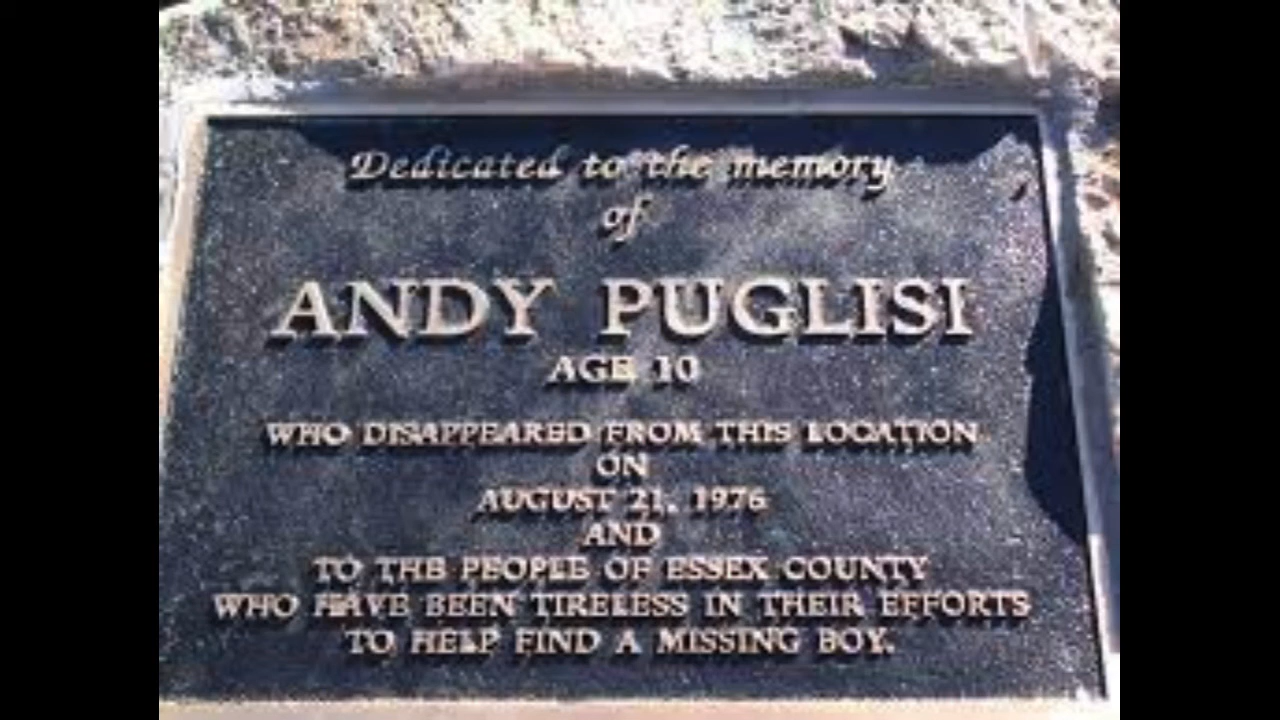 Dedicated to the memory
of
ANDY PUGLISI
AGE 10
WHO DISAPPEARED FROM THIS LOCATION
ON
AUGUST 21, 1976
AND
TO THE PEOPLE OF ESSEX COUNTY
WHO HAVE BEEN TIRELESS IN THEIR EFFORTS
TO HELP FIND A MISSING BOY.